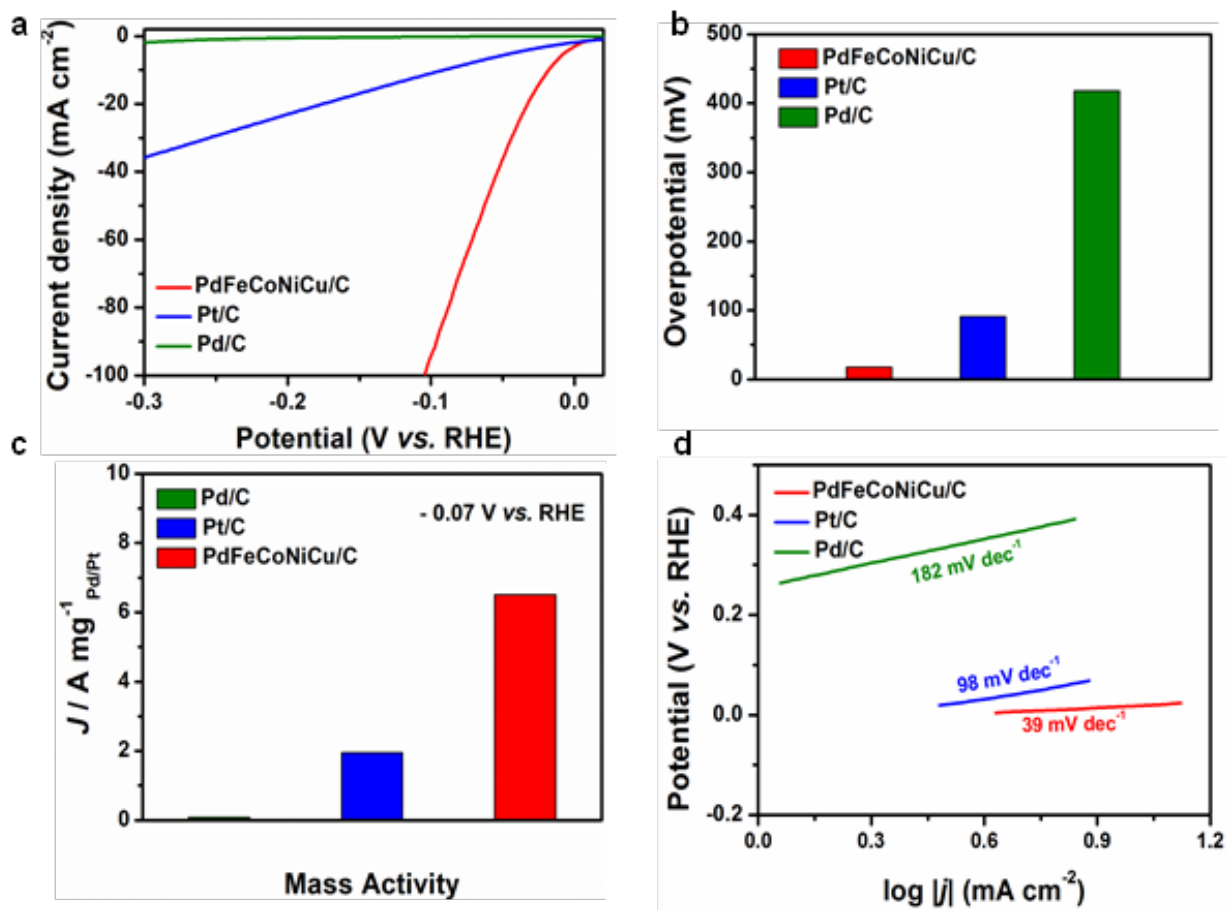 a
0
-20
-40
-60
-80
-100
Current density (mA cm⁻²)
PdFeCoNiCu/C
Pt/C
Pd/C
-0.3
-0.2
-0.1
0.0
Potential (V vs. RHE)
b
500
400
300
200
100
0
Overpotential (mV)
PdFeCoNiCu/C
Pt/C
Pd/C
c
10
8
6
4
2
0
J / A mg⁻¹ Pd/Pt
Pd/C
Pt/C
PdFeCoNiCu/C
- 0.07 V vs. RHE
Mass Activity
d
0.4
0.2
0.0
-0.2
Potential (V vs. RHE)
PdFeCoNiCu/C
Pt/C
Pd/C
182 mV dec⁻¹
98 mV dec⁻¹
39 mV dec⁻¹
0.0
0.3
0.6
0.9
1.2
log |j| (mA cm⁻²)